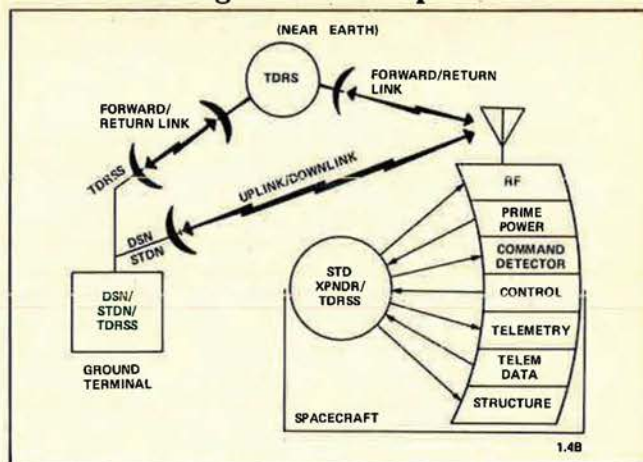 (NEAR EARTH)
TDRS
FORWARD/
RETURN LINK
FORWARD/RETURN
LINK
TDRSS
UPLINK/DOWNLINK
DSN
STDN
DSN/
STDN/
TDRSS
GROUND
TERMINAL
STD
XPNDR/
TDRSS
RF
PRIME
POWER
COMMAND
DETECTOR
CONTROL
TELEMETRY
TELEM
DATA
STRUCTURE
SPACECRAFT
1.4B